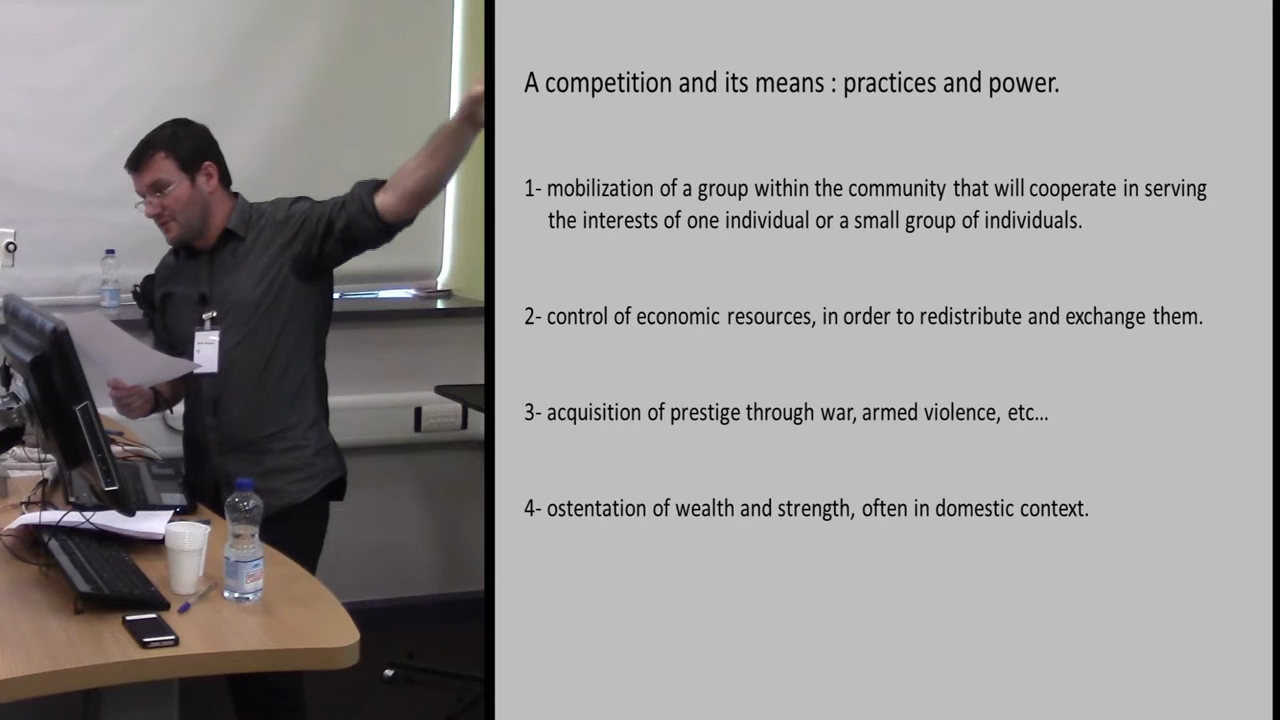 A competition and its means : practices and power.
1- mobilization of a group within the community that will cooperate in serving
the interests of one individual or a small group of individuals.
2- control of economic resources, in order to redistribute and exchange them.
3- acquisition of prestige through war, armed violence, etc...
4- ostentation of wealth and strength, often in domestic context.